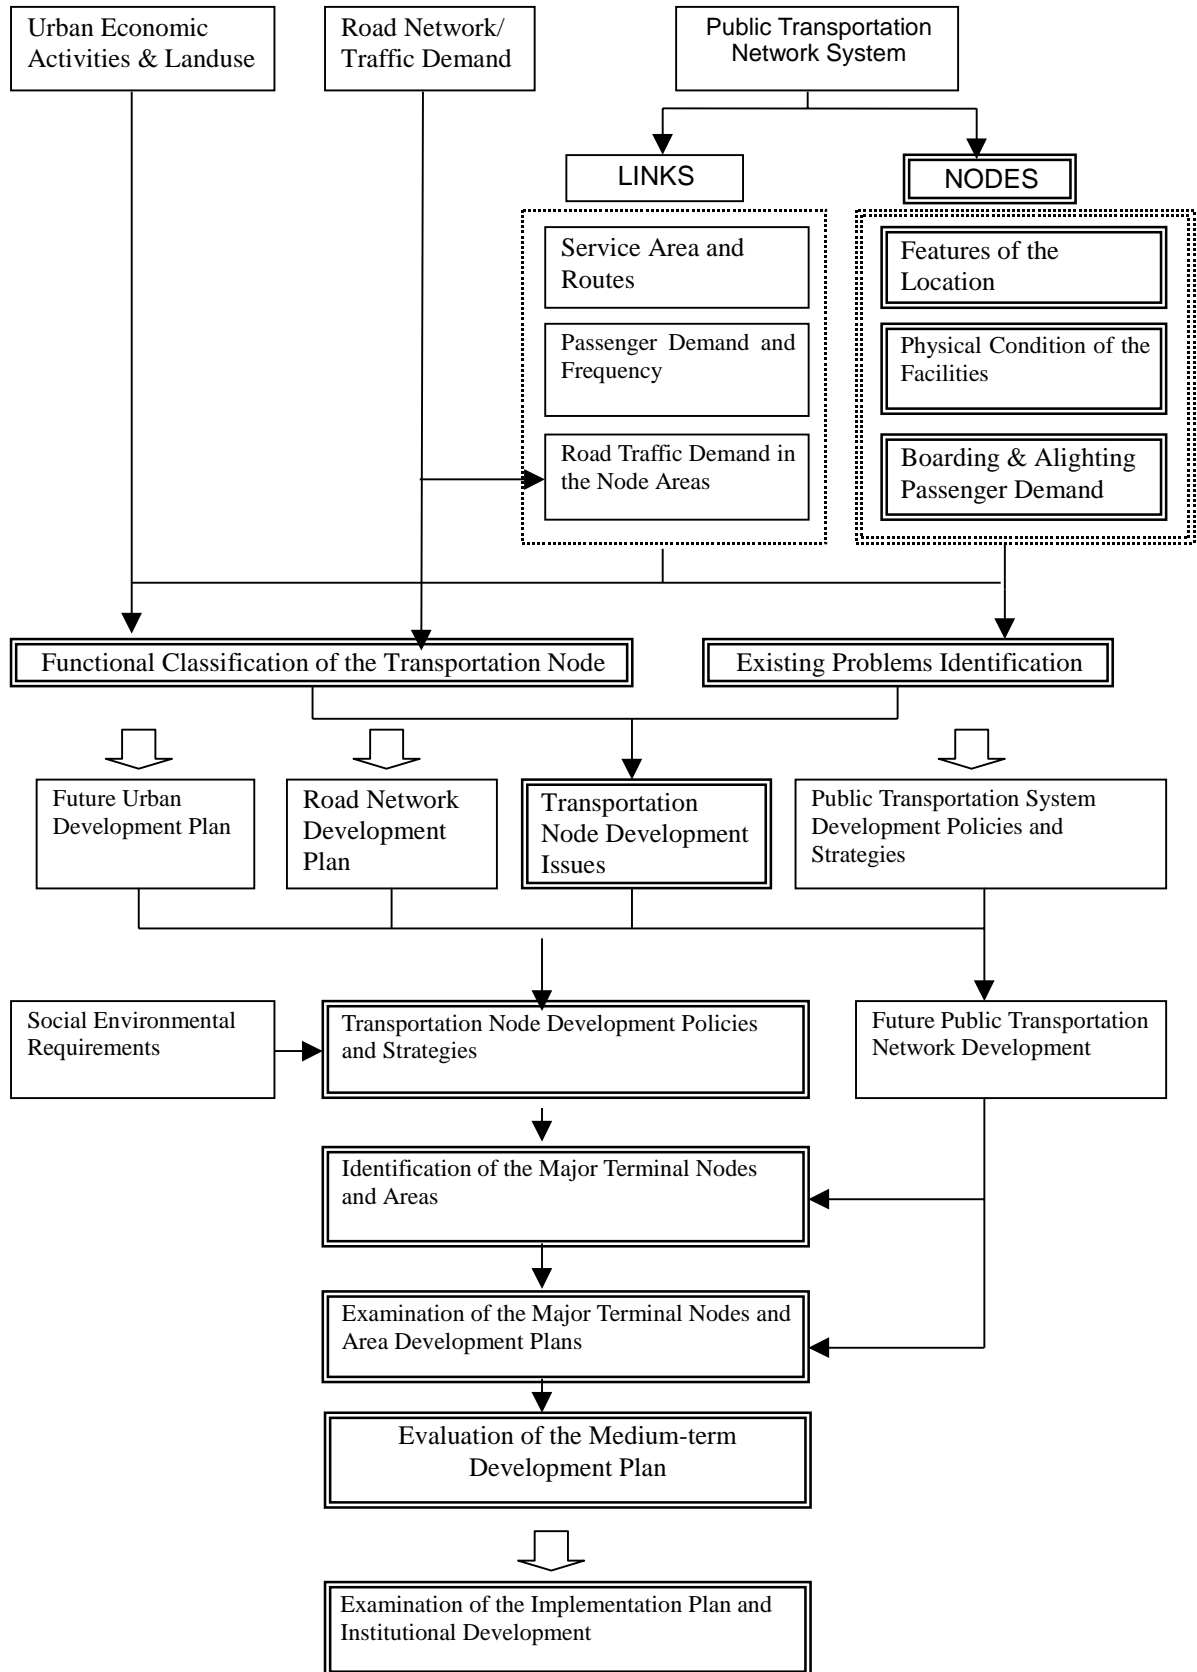 Urban Economic
Activities & Landuse
Road Network/
Traffic Demand
Public Transportation
Network System
LINKS
NODES
Service Area and
Routes
Features of the
Location
Passenger Demand and
Frequency
Physical Condition of the
Facilities
Road Traffic Demand in
the Node Areas
Boarding & Alighting
Passenger Demand
Functional Classification of the Transportation Node
Existing Problems Identification
Future Urban
Development Plan
Road Network
Development
Plan
Transportation
Node Development
Issues
Public Transportation System
Development Policies and
Strategies
Social Environmental
Requirements
Transportation Node Development Policies
and Strategies
Future Public Transportation
Network Development
Identification of the Major Terminal Nodes
and Areas
Examination of the Major Terminal Nodes and
Area Development Plans
Evaluation of the Medium-term
Development Plan
Examination of the Implementation Plan and
Institutional Development